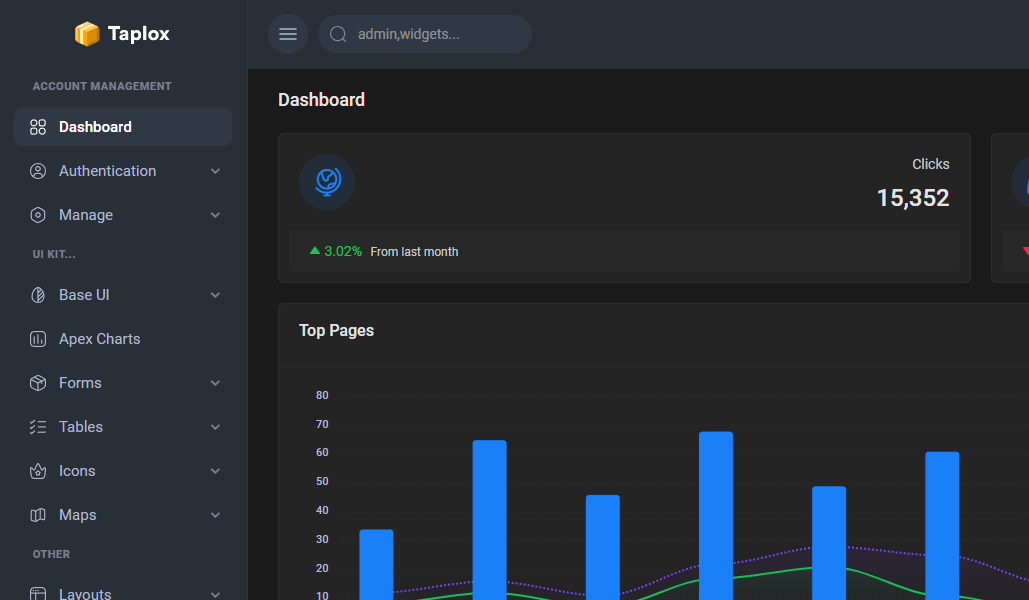 Taplox
admin,widgets...
ACCOUNT MANAGEMENT
Dashboard
Authentication
Manage
UI KIT...
Base UI
Apex Charts
Forms
Tables
Icons
Maps
OTHER
Layouts
Dashboard
Clicks
15,352
3.02% From last month
Top Pages
80
70
60
50
40
30
20
10